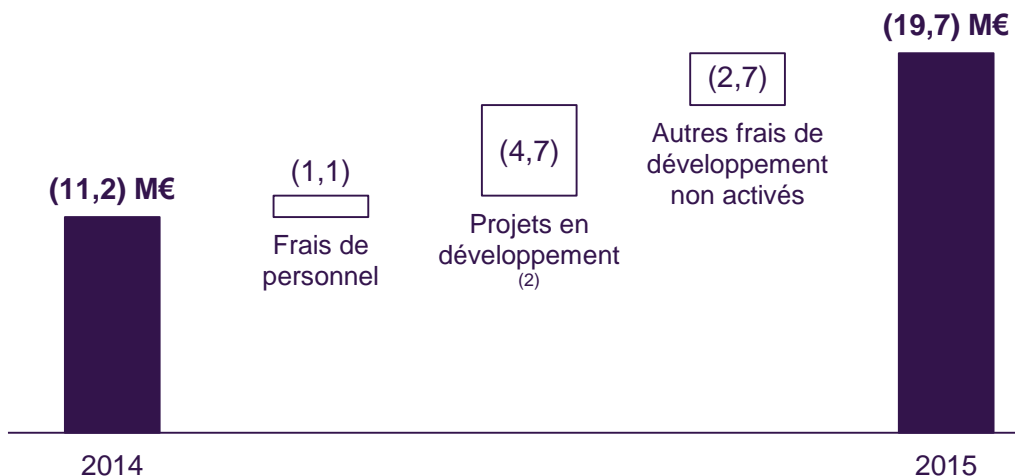 (19,7) M€
(2,7)
Autres frais de
développement
non activés
(4,7)
Projets en
développement
(2)
(1,1)
Frais de
personnel
(11,2) M€
2014
2015